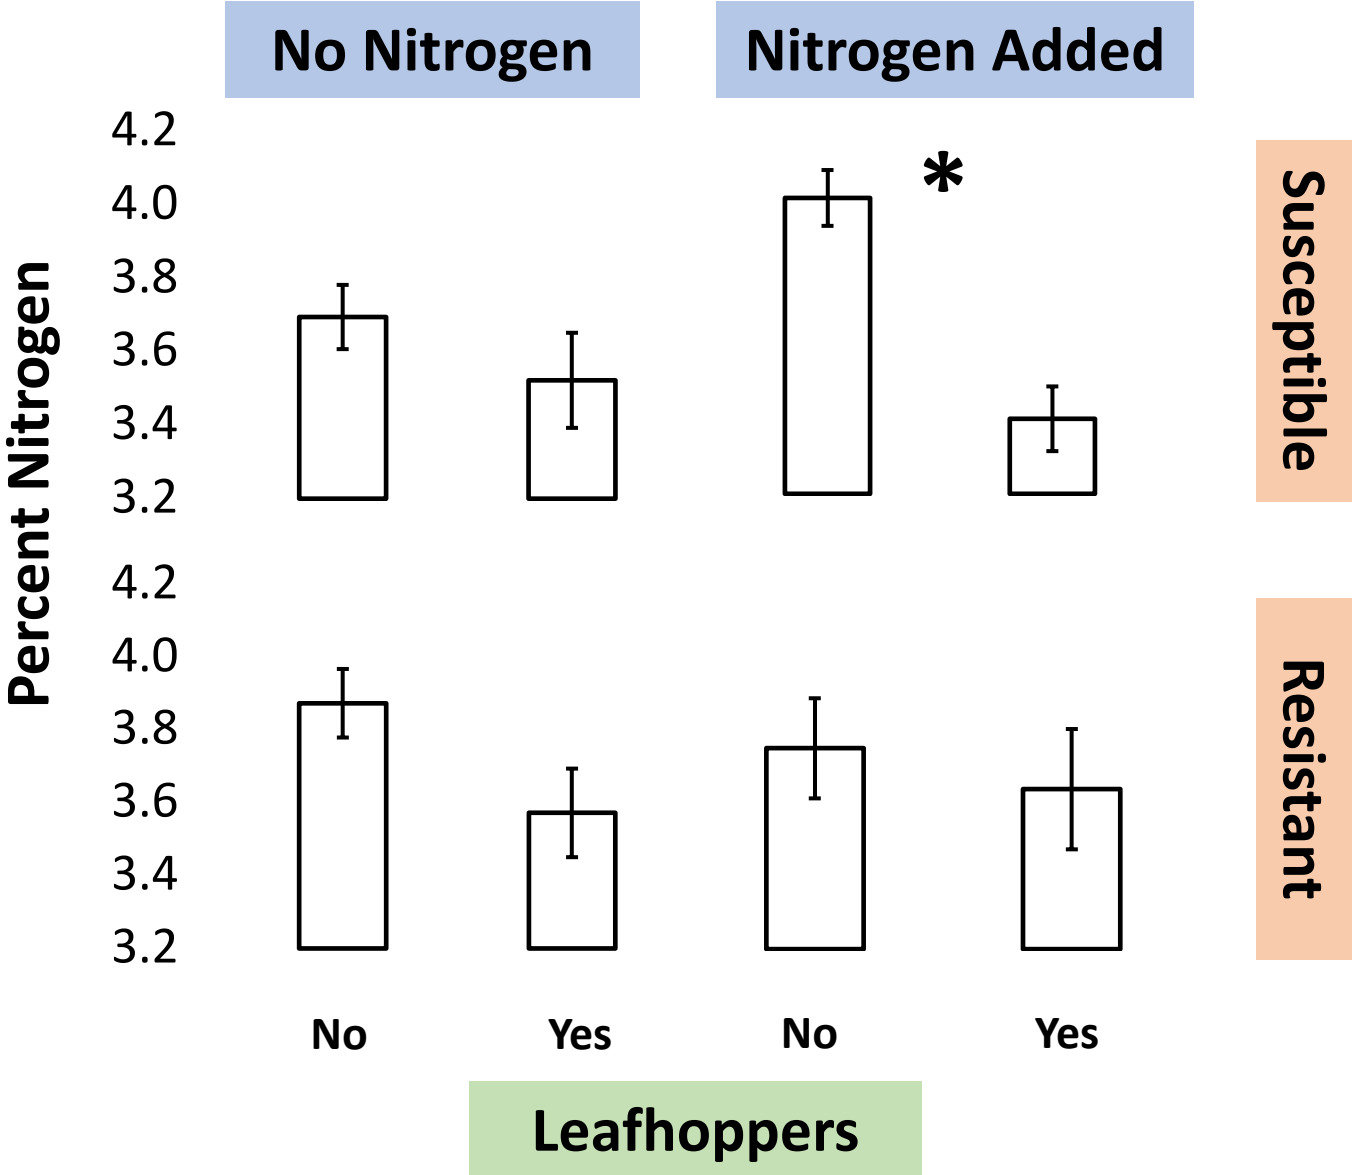 No Nitrogen
Nitrogen Added
Percent Nitrogen
4.2
4.0
3.8
3.6
3.4
3.2
*
Susceptible
4.2
4.0
3.8
3.6
3.4
3.2
Resistant
No Yes No Yes
Leafhoppers